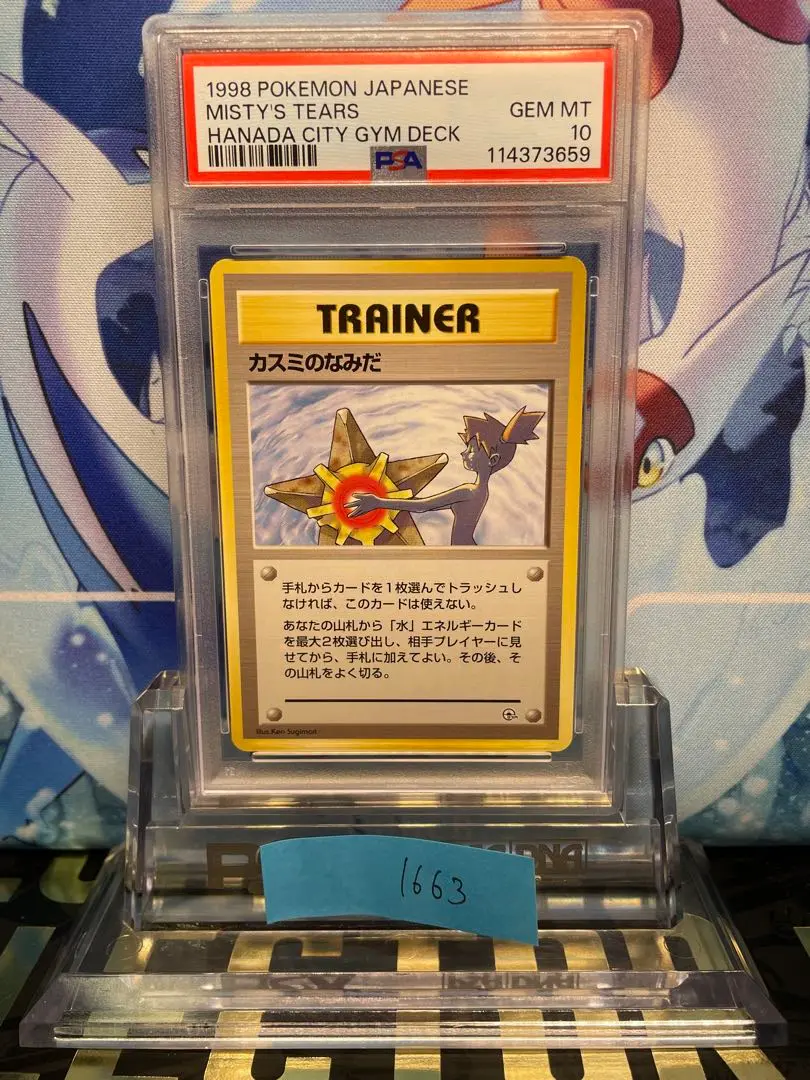 1998 POKEMON JAPANESE
MISTY'S TEARS GEM MT
HANADA CITY GYM DECK 10
PSA 114373659
TRAINER
カスミのなみだ
手札からカードを1枚選んでトラッシュし
なければ、このカードは使えない。
あなたの山札から「水」エネルギーカード
を最大2枚選び出し、相手プレイヤーに見
せてから、手札に加えてよい。その後、そ
の山札をよく切る。
Illus.Ken Sugimori
1663